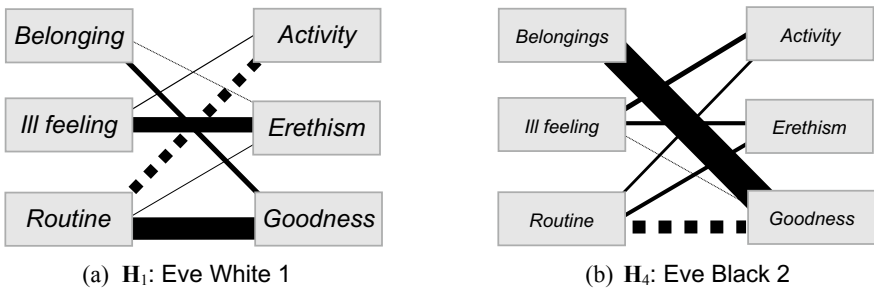 Belonging Activity
Ill feeling Erethism
Routine Goodness
(a) H₁: Eve White 1
Belongings Activity
Ill feeling Erethism
Routine Goodness
(b) H₄: Eve Black 2